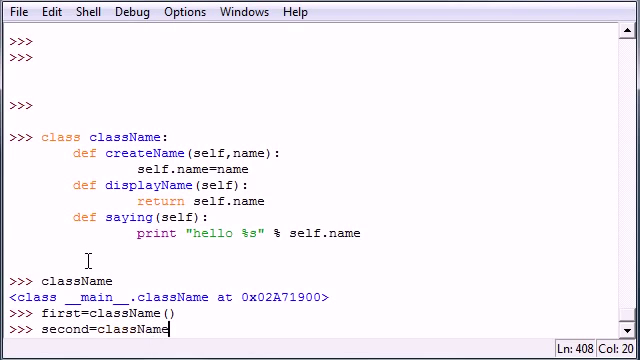 File Edit Shell Debug Options Windows Help
>>>
>>>
>>>
>>> class className:
def createName(self,name):
self.name=name
def displayName(self):
return self.name
def saying(self):
print "hello %s" % self.name
>>> className
<class __main__.className at 0x02A71900>
>>> first=className()
>>> second=className
Ln: 408 Col: 20